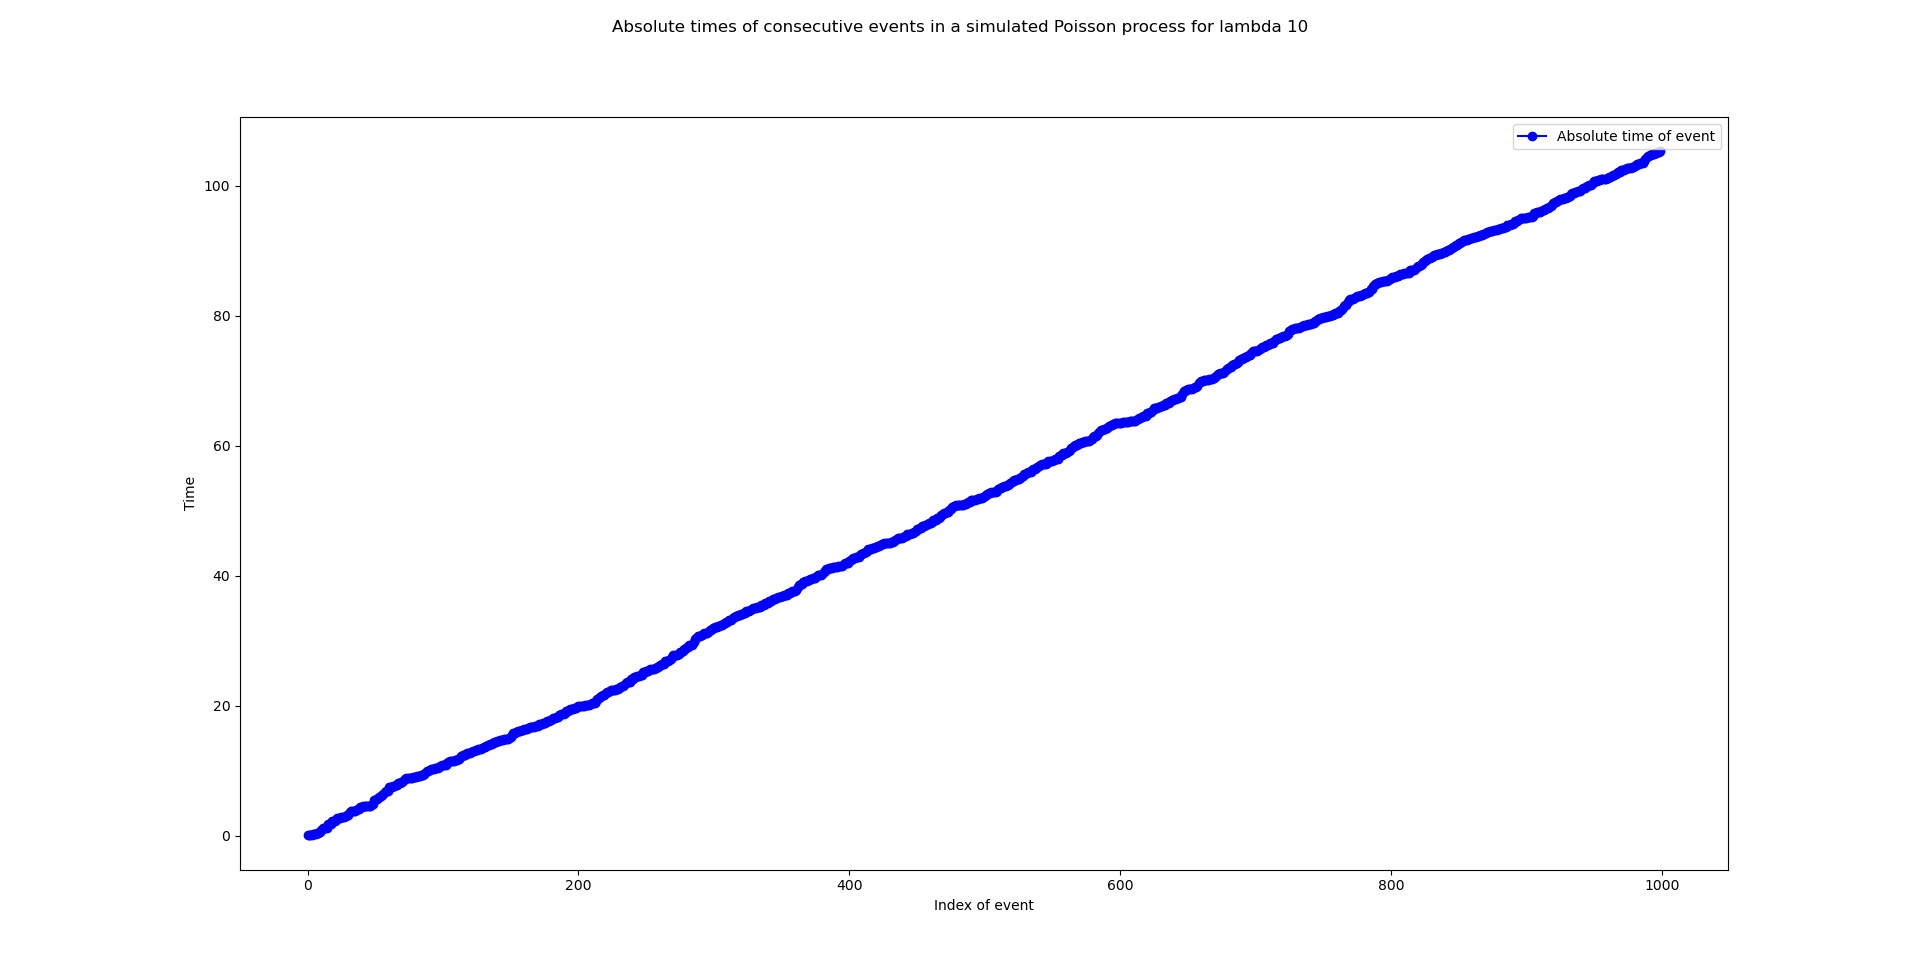 Absolute times of consecutive events in a simulated Poisson process for lambda 10
Absolute time of event
100
80
60
40
20
0
Time
0 200 400 600 800 1000
Index of event